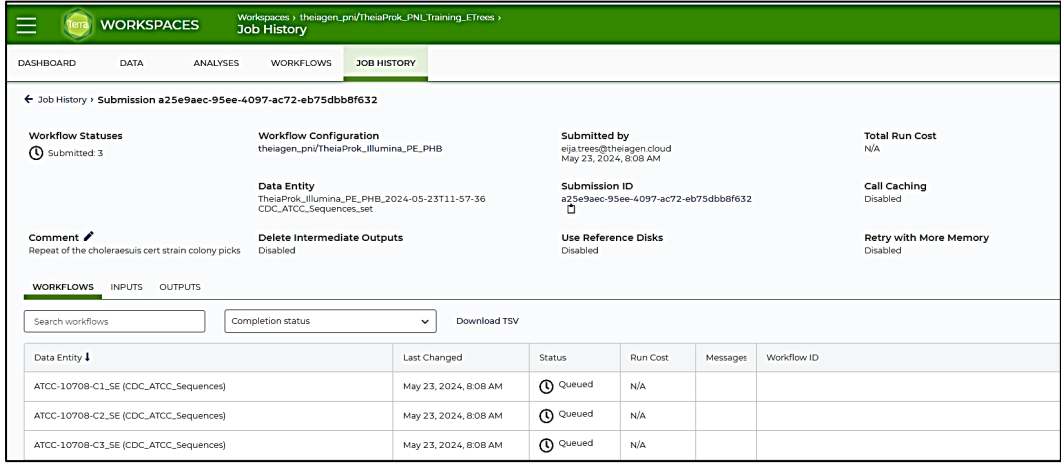 Terra
WORKSPACES
Workspaces › theiagen_pni/TheiaProk_PNI_Training_ETrees ›
Job History
DASHBOARD DATA ANALYSES WORKFLOWS JOB HISTORY
← Job History › Submission a25e9aec-95ee-4097-ac72-eb75dbb8f632
Workflow Statuses
Submitted: 3
Workflow Configuration
theiagen_pni/TheiaProk_Illumina_PE_PHB
Submitted by
eija.trees@theiagen.cloud
May 23, 2024, 8:08 AM
Total Run Cost
N/A
Data Entity
TheiaProk_Illumina_PE_PHB_2024-05-23T11-57-36
CDC_ATCC_Sequences_set
Submission ID
a25e9aec-95ee-4097-ac72-eb75dbb8f632
Call Caching
Disabled
Comment
Repeat of the choleraesuis cert strain colony picks
Delete Intermediate Outputs
Disabled
Use Reference Disks
Disabled
Retry with More Memory
Disabled
WORKFLOWS INPUTS OUTPUTS
Search workflows Completion status Download TSV
Data Entity ↓ Last Changed Status Run Cost Messages Workflow ID
ATCC-10708-C1_SE (CDC_ATCC_Sequences) May 23, 2024, 8:08 AM Queued N/A
ATCC-10708-C2_SE (CDC_ATCC_Sequences) May 23, 2024, 8:08 AM Queued N/A
ATCC-10708-C3_SE (CDC_ATCC_Sequences) May 23, 2024, 8:08 AM Queued N/A